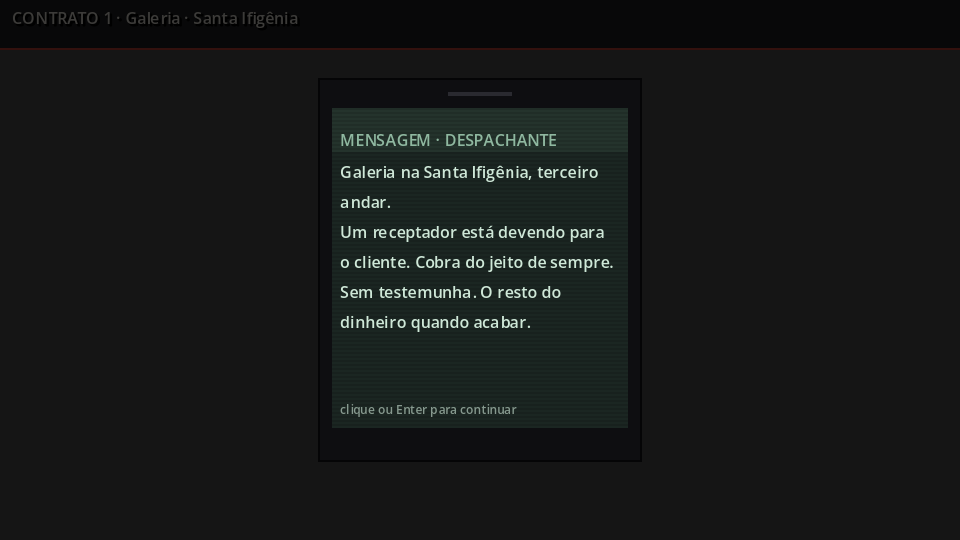 CONTRATO 1 · Galeria · Santa Ifigênia
MENSAGEM · DESPACHANTE
Galeria na Santa Ifigênia, terceiro
andar.
Um receptador está devendo para
o cliente. Cobra do jeito de sempre.
Sem testemunha. O resto do
dinheiro quando acabar.
clique ou Enter para continuar